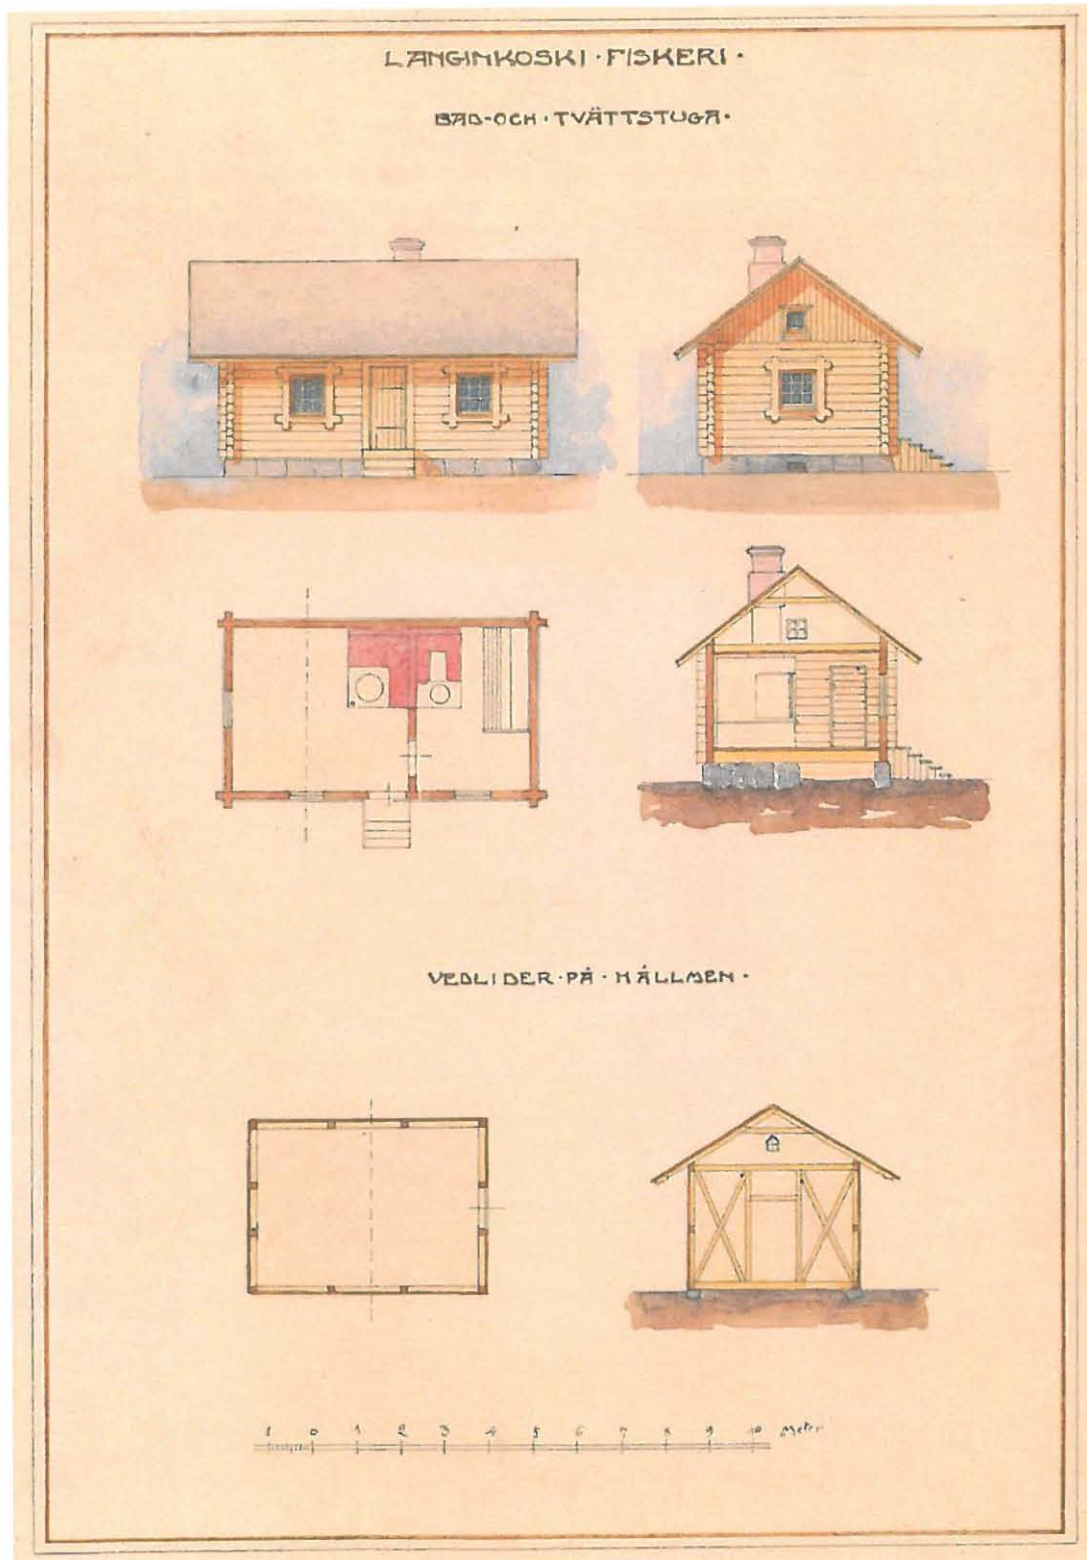 LANGINKOSKI · FISKERI ·
BAD-OCH · TVÄTTSTUGA ·
VEDLIDER · PÅ · HÅLLMEN ·
1 0 1 2 3 4 5 6 7 8 9 10 Meter